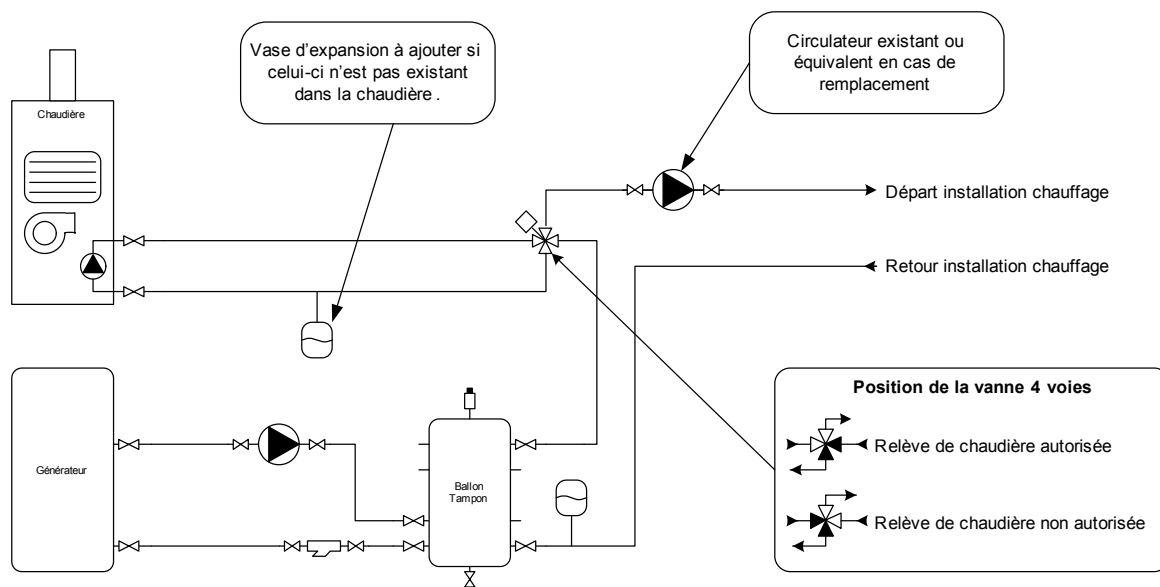 Vase d'expansion à ajouter si
celui-ci n'est pas existant
dans la chaudière .
Circulateur existant ou
équivalent en cas de
remplacement
Chaudière
Départ installation chauffage
Retour installation chauffage
Position de la vanne 4 voies
Relève de chaudière autorisée
Relève de chaudière non autorisée
Générateur
Ballon
Tampon